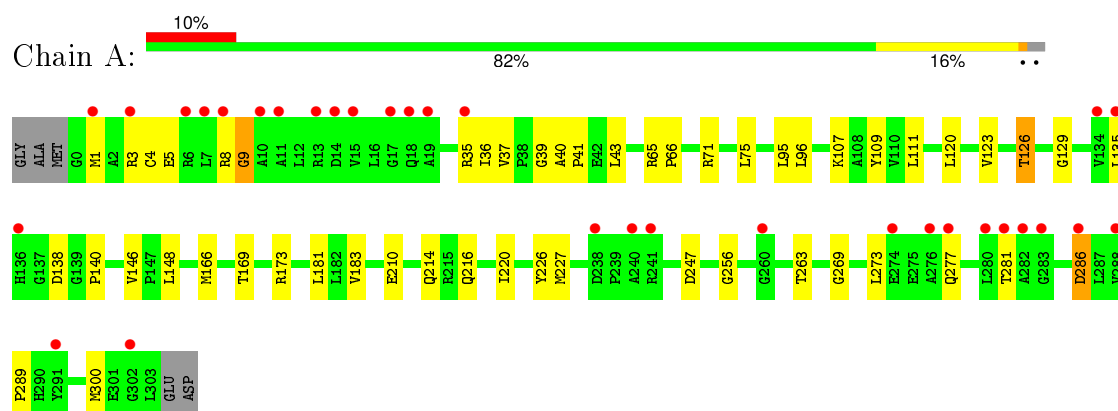 10%
Chain A:
82% 16%
GLY ALA MET G0 M1 A2 R3 C4 E5 R6 L7 R8 G9 A10 A11 L12 R13 D14 V15 L16 G17 Q18 A19 R35 I36 V37 P38 G39 A40 P41 E42 L43 R65 P66 R71 L75 L95 L96 K107 A108 Y109 V110 L111 L120 V123 T126 G129 V134 L135
H136 G137 D138 G139 P140 V146 P147 L148 M166 T169 R173 L181 L182 V183 E210 Q214 R215 Q216 I220 Y226 M227 D238 P239 A240 R241 D247 G256 G260 T263 G269 L273 E274 E275 A276 Q277 L280 T281 A282 G283 D286 L287 V288
P289 H290 Y291 M300 E301 G302 L303 GLU ASP